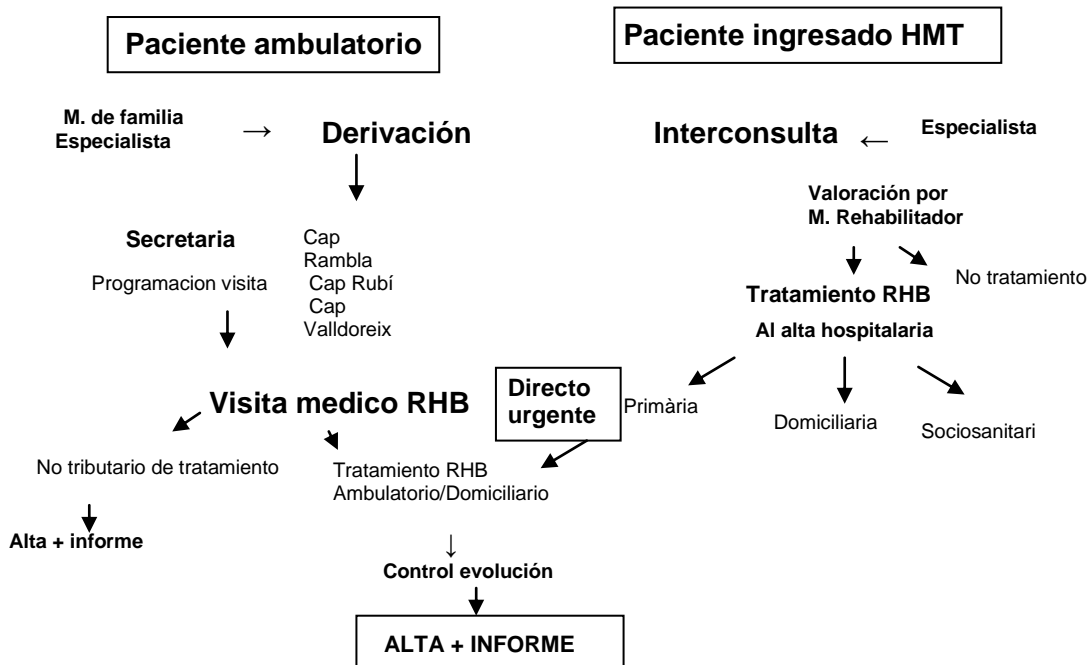 Paciente ambulatorio
Paciente ingresado HMT
M. de familia
Especialista
→
Derivación
Interconsulta
←
Especialista
Valoración por
M. Rehabilitador
Secretaria
Programacion visita
Cap
Rambla
Cap Rubí
Cap
Valldoreix
No tratamiento
Tratamiento RHB
Al alta hospitalaria
Visita medico RHB
Directo
urgente
Primària
Domiciliaria
Sociosanitari
No tributario de tratamiento
Tratamiento RHB
Ambulatorio/Domiciliario
Alta + informe
↓
Control evolución
ALTA + INFORME